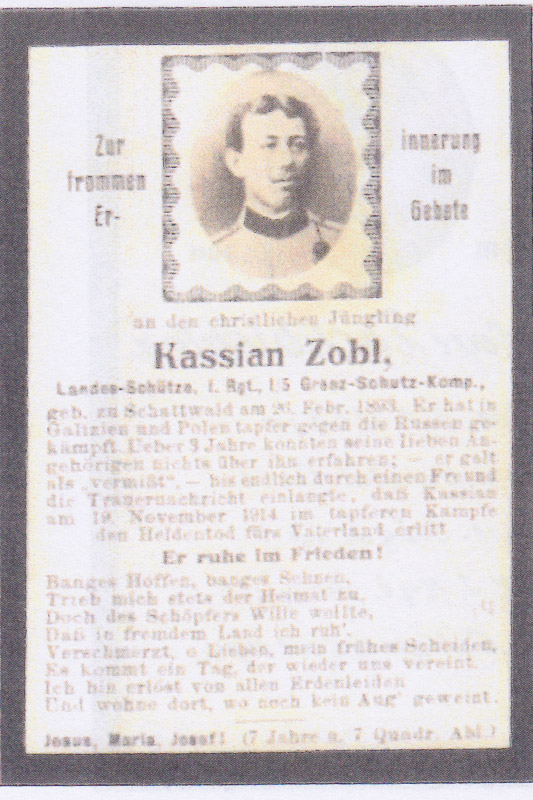 Zur
frommen
Er-
innerung
im
Gebete
an den christlichen Jüngling
Kassian Zobl,
Landes-Schütze, I. Rgt., 15 Grenz-Schutz-Komp.,
geb. zu Schattwald am 26. Febr. 1893. Er hat in
Galizien und Polen tapfer gegen die Russen ge-
kämpft. Ueber 3 Jahre konnten seine lieben An-
gehörigen nichts über ihn erfahren; — er galt
als „vermißt“, — bis endlich durch einen Freund
die Trauernachricht einlangte, daß Kassian
am 19. November 1914 im tapferen Kampfe
den Heldentod fürs Vaterland erlitt
Er ruhe im Frieden!
Banges Hoffen, banges Sehnen,
Trieb mich stets der Heimat zu,
Doch des Schöpfers Wille wollte,
Daß in fremdem Land ich ruh'.
Verschmerzt, o Lieben, mein frühes Scheiden,
Es kommt ein Tag, der wieder uns vereint.
Ich bin erlöst von allen Erdenleiden
Und wohne dort, wo noch kein Aug' geweint.
Jesus, Maria, Josef! (7 Jahre u. 7 Quadr. Abl.)